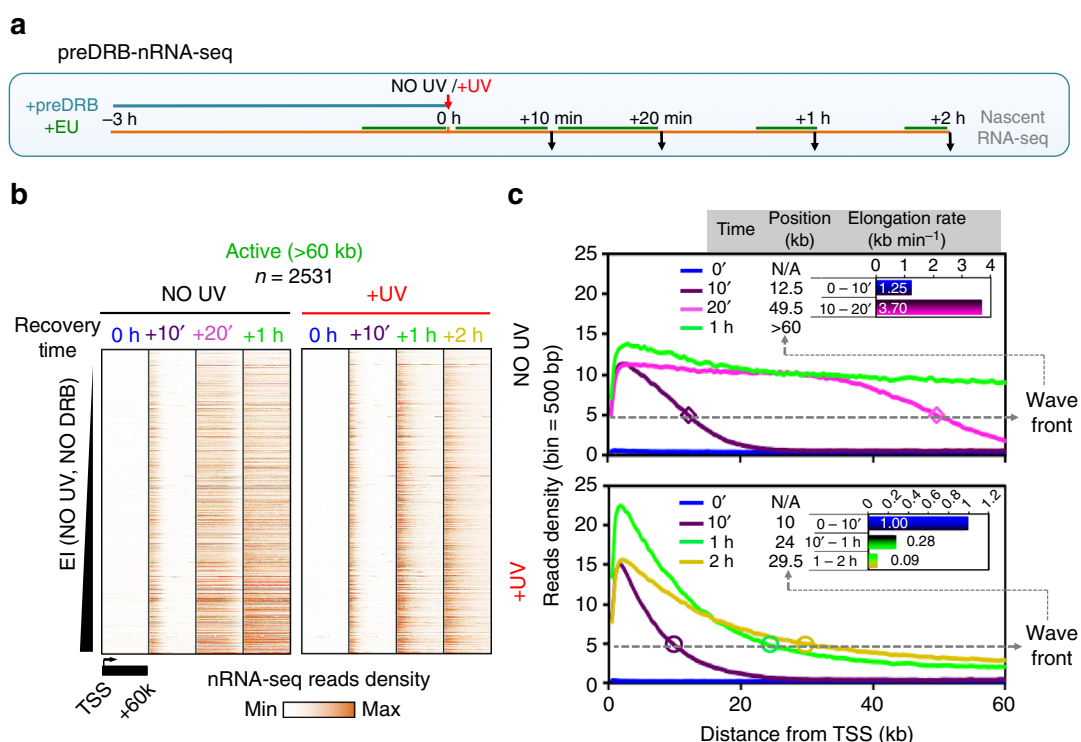 a
preDRB-nRNA-seq
NO UV /+UV
+preDRB
–3 h
0 h
+10 min
+20 min
+1 h
+2 h
+EU
Nascent
RNA-seq
b
Active (>60 kb)
n = 2531
NO UV
+UV
Recovery
time
0 h +10′ +20′ +1 h
0 h +10′ +1 h +2 h
EI (NO UV, NO DRB)
TSS
+60k
nRNA-seq reads density
Min
Max
c
Time
Position
(kb)
Elongation rate
(kb min–1)
NO UV
25
20
15
10
5
0
0′ N/A
10′ 12.5
20′ 49.5
1 h >60
0 1 2 3 4
0 – 10′ 1.25
10 – 20′ 3.70
Wave
front
0 20 40 60
Reads density (bin = 500 bp)
+UV
25
20
15
10
5
0
0′ N/A
10′ 10
1 h 24
2 h 29.5
0 0.2 0.4 0.6 0.8 1 1.2
0 – 10′ 1.00
10′ – 1 h 0.28
1 – 2 h 0.09
Wave
front
0 20 40 60
Distance from TSS (kb)